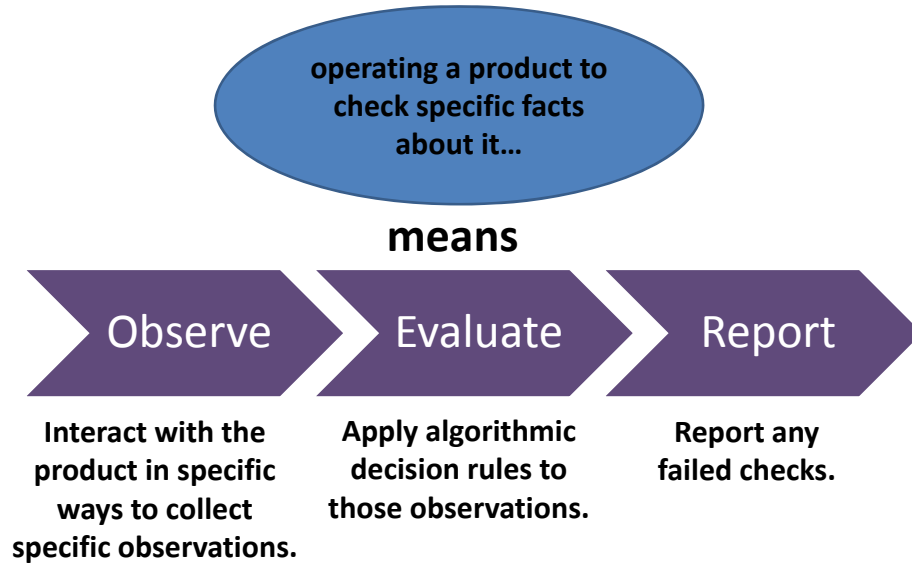 operating a product to
check specific facts
about it…
means
Observe
Evaluate
Report
Interact with the
product in specific
ways to collect
specific observations.
Apply algorithmic
decision rules to
those observations.
Report any
failed checks.